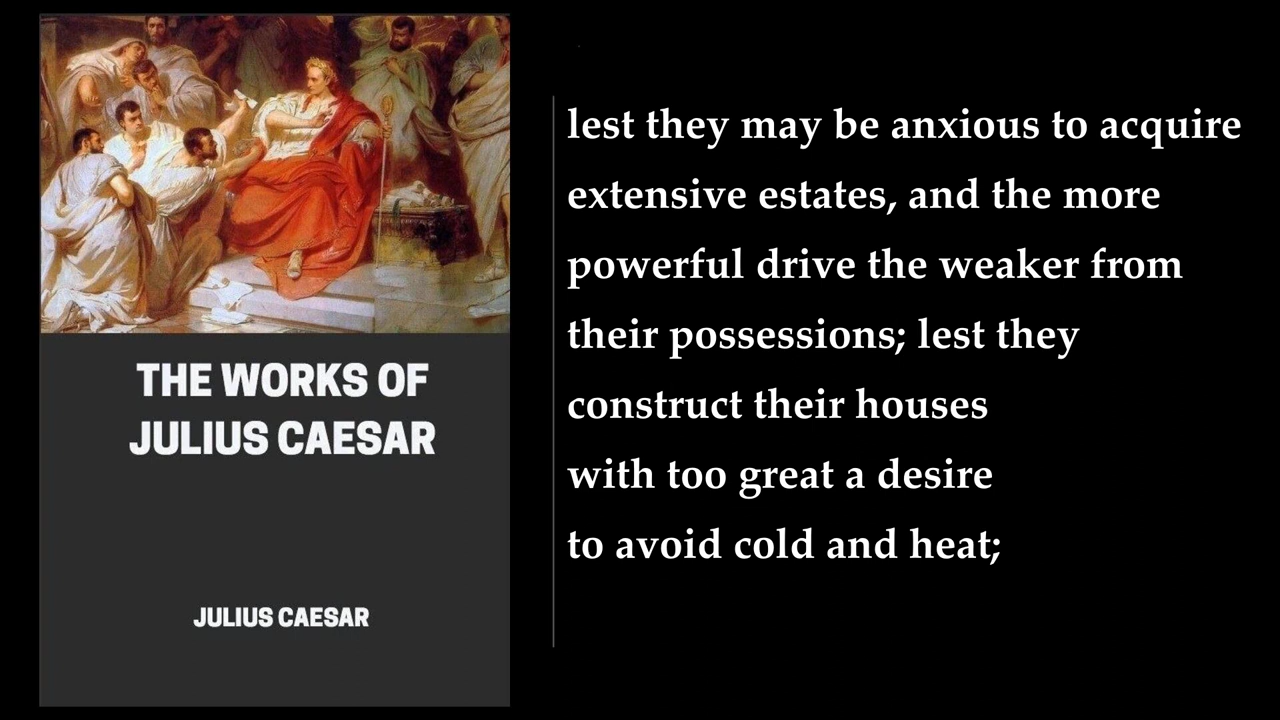 THE WORKS OF
JULIUS CAESAR
JULIUS CAESAR
lest they may be anxious to acquire
extensive estates, and the more
powerful drive the weaker from
their possessions; lest they
construct their houses
with too great a desire
to avoid cold and heat;